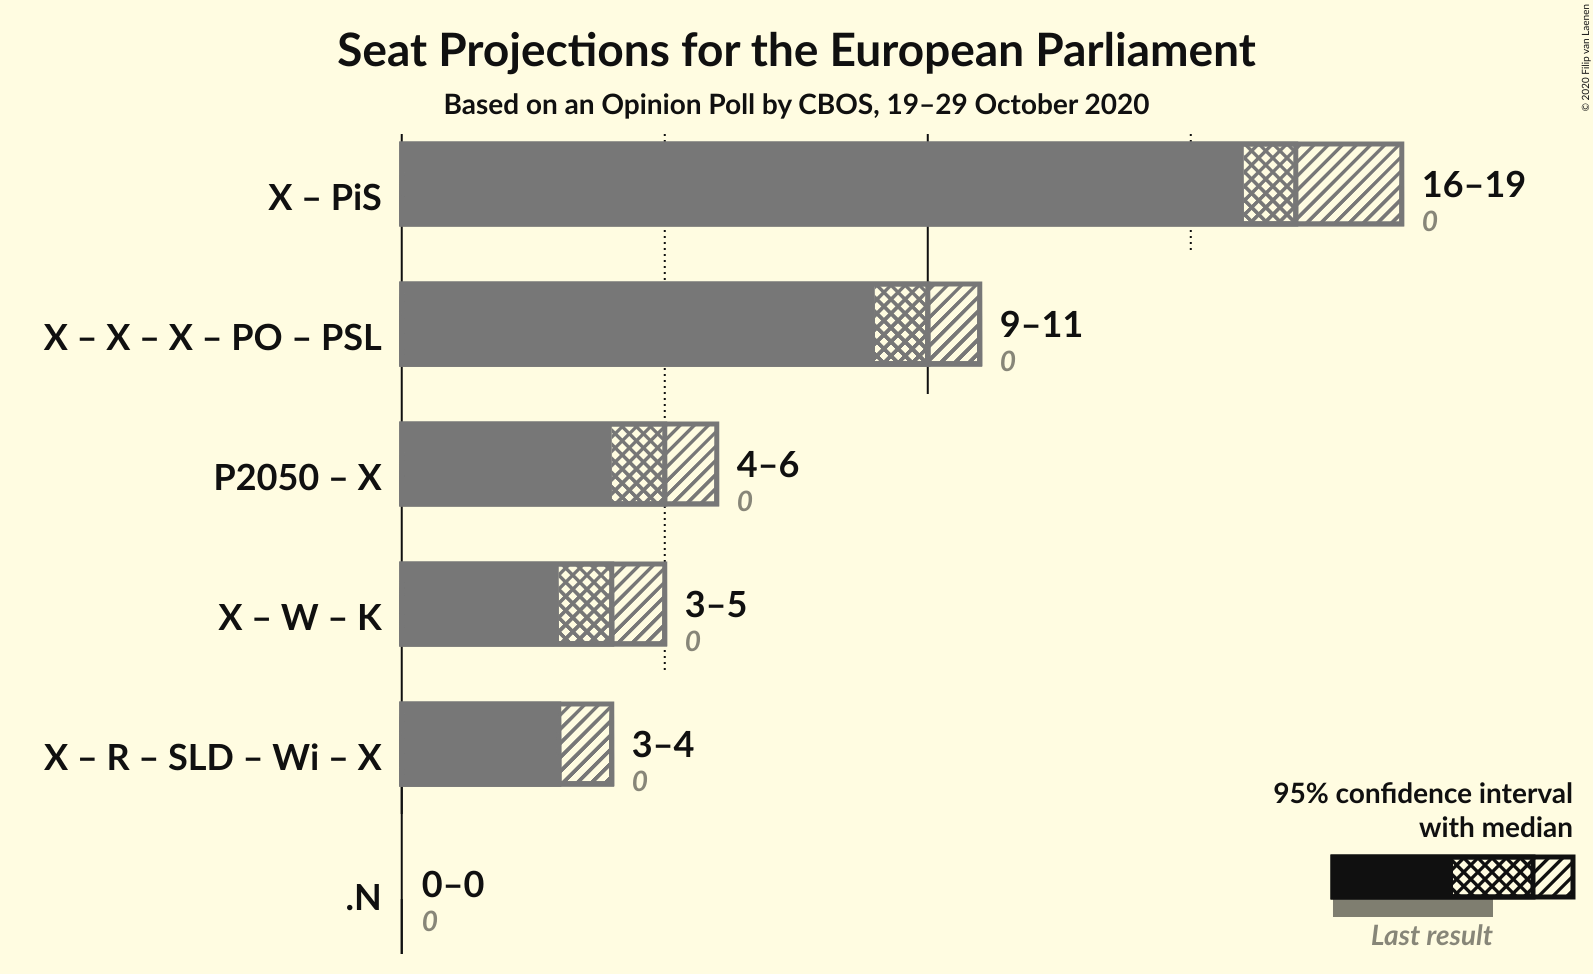 Seat Projections for the European Parliament
Based on an Opinion Poll by CBOS, 19–29 October 2020
© 2020 Filip van Laenen
X – PiS
16–19
0
X – X – X – PO – PSL
9–11
0
P2050 – X
4–6
0
X – W – K
3–5
0
X – R – SLD – Wi – X
3–4
0
.N
0–0
0
95% confidence interval
with median
Last result